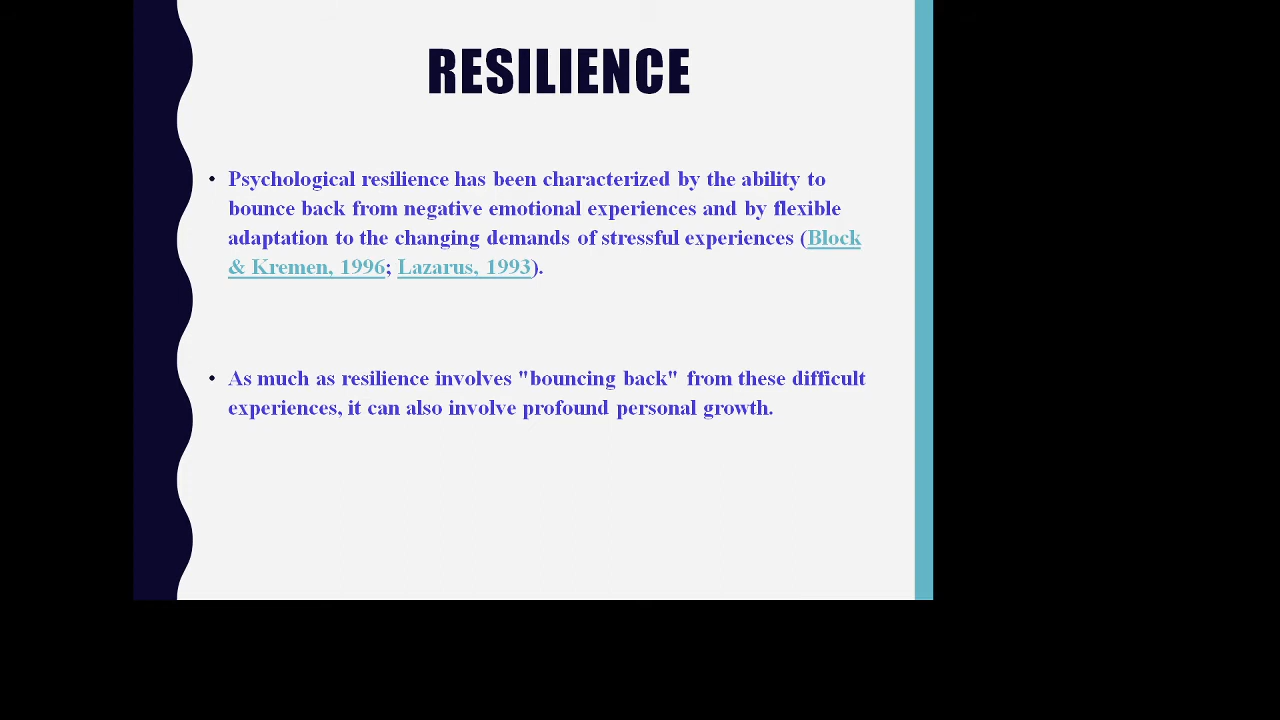 RESILIENCE
• Psychological resilience has been characterized by the ability to
bounce back from negative emotional experiences and by flexible
adaptation to the changing demands of stressful experiences (Block
& Kremen, 1996; Lazarus, 1993).
• As much as resilience involves "bouncing back" from these difficult
experiences, it can also involve profound personal growth.